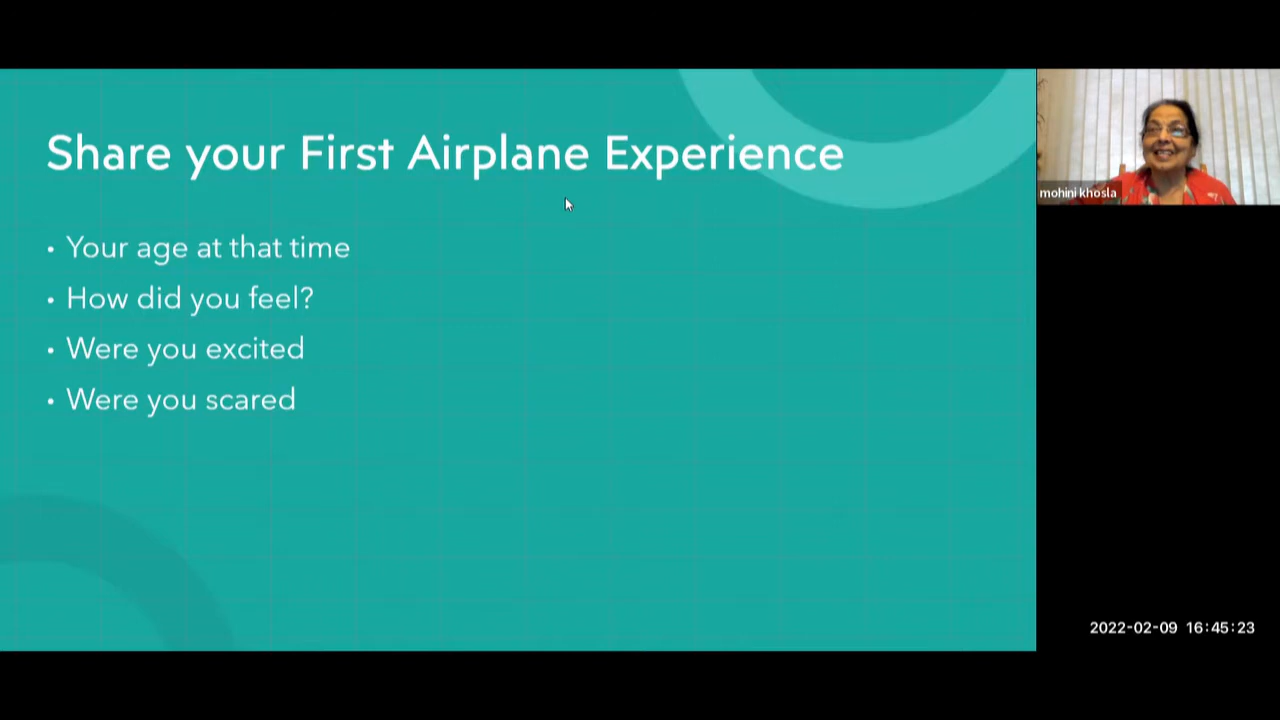 Share your First Airplane Experience
• Your age at that time
• How did you feel?
• Were you excited
• Were you scared
mohini khosla
2022-02-09 16:45:23